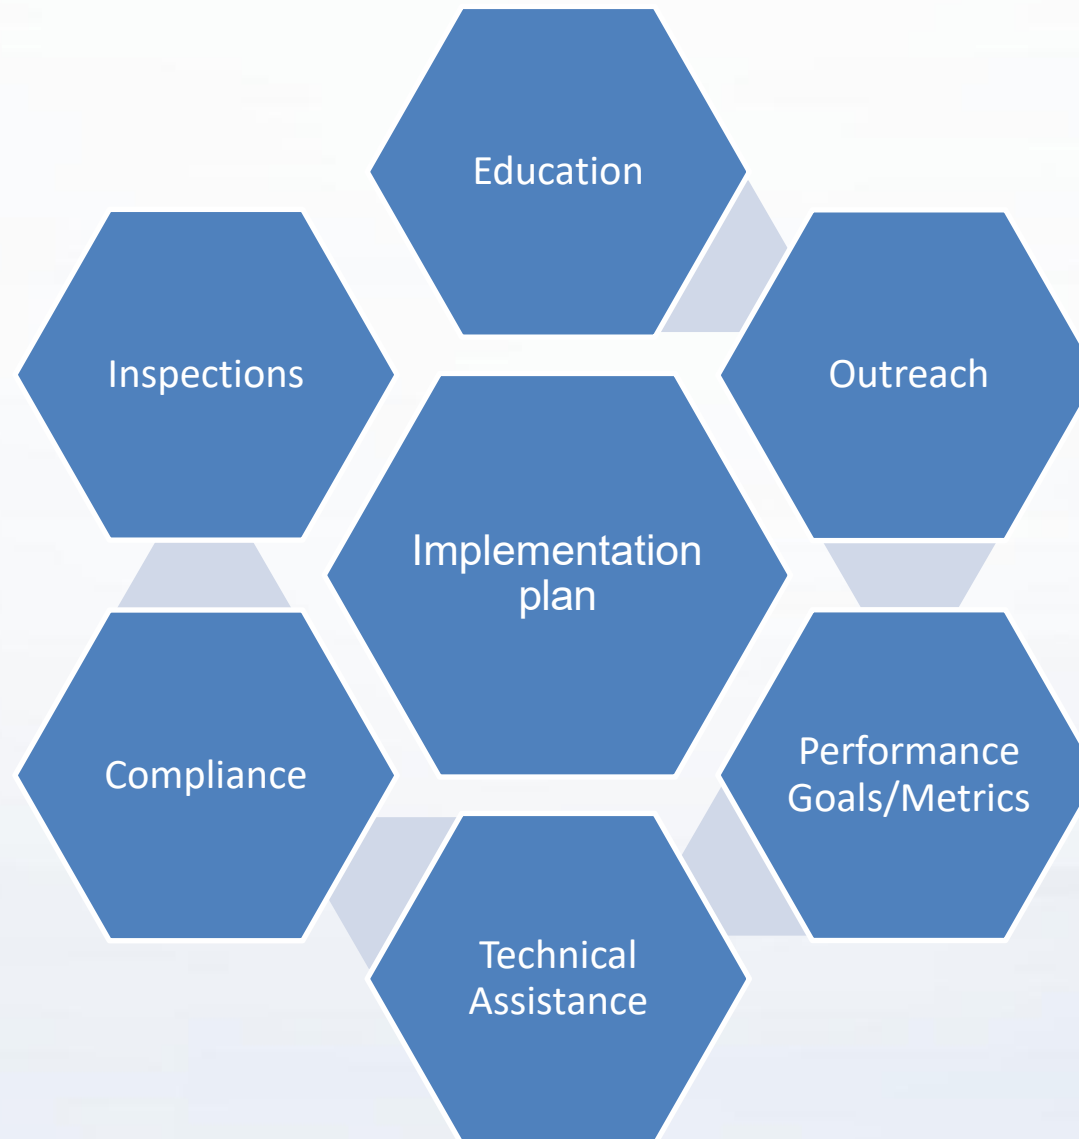 Education
Inspections
Outreach
Implementation
plan
Compliance
Performance
Goals/Metrics
Technical
Assistance